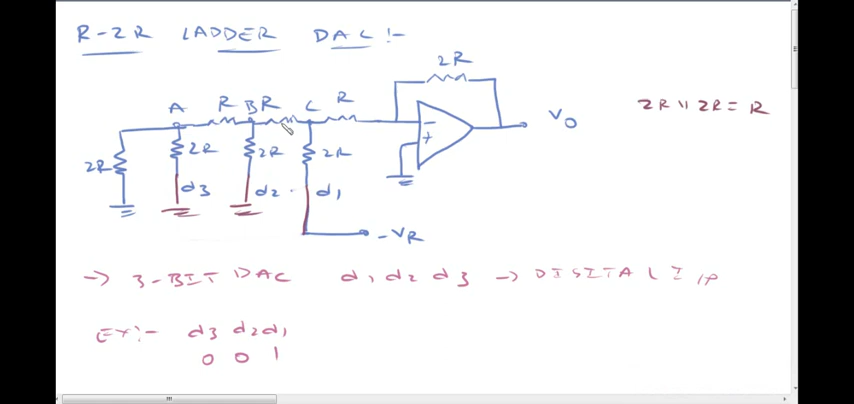 R-2R LADDER DAC :-
2R
A R B R C R
2R 2R 2R 2R
- + V0
2R || 2R = R
d3 d2 d1
-VR
→ 3-BIT DAC d1 d2 d3 → DIGITAL I/P
EX:- d3 d2 d1
0 0 1